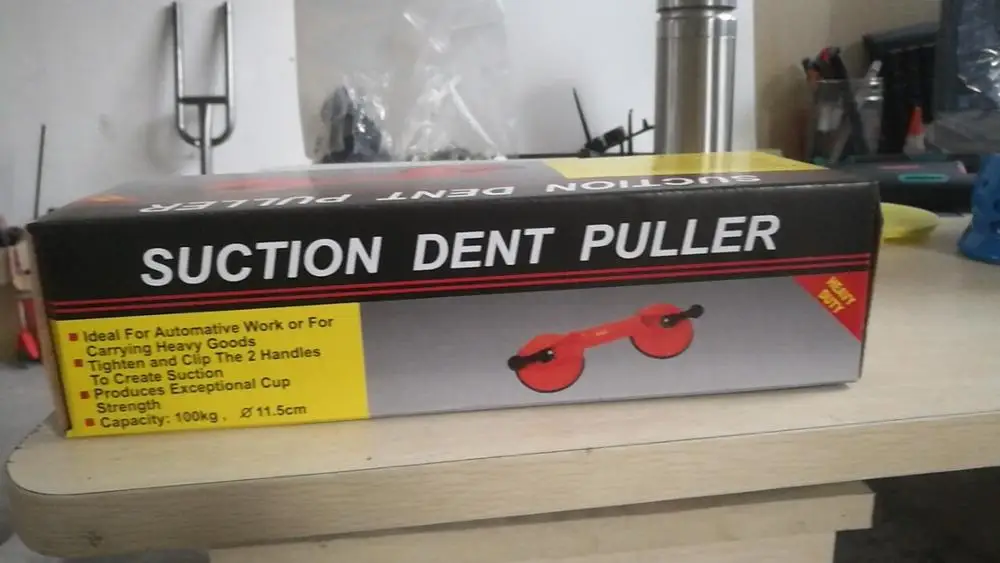 SUCTION DENT PULLER
SUCTION DENT PULLER
HEAVY
DUTY
Ideal For Automative Work or For
Carrying Heavy Goods
Tighten and Clip The 2 Handles
To Create Suction
Produces Exceptional Cup
Strength
Capacity: 100kg , Ø 11.5cm